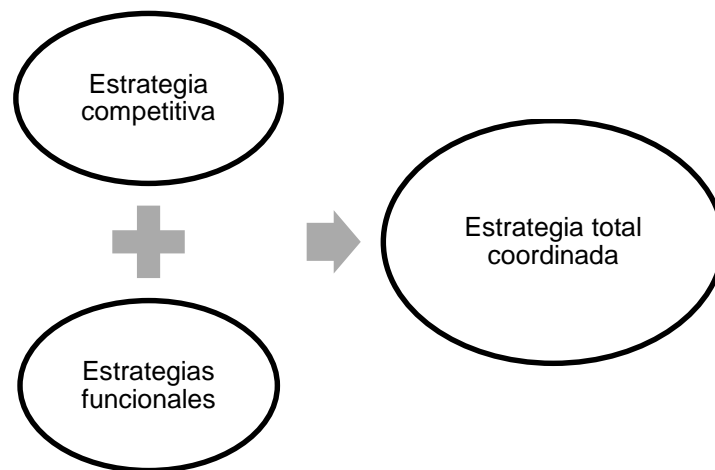 Estrategia
competitiva
Estrategia total
coordinada
Estrategias
funcionales